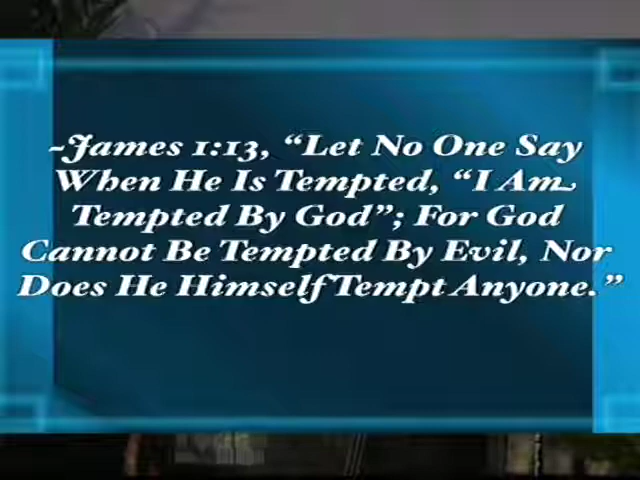 ~James 1:13, “Let No One Say
When He Is Tempted, “I Am
Tempted By God”; For God
Cannot Be Tempted By Evil, Nor
Does He Himself Tempt Anyone.”